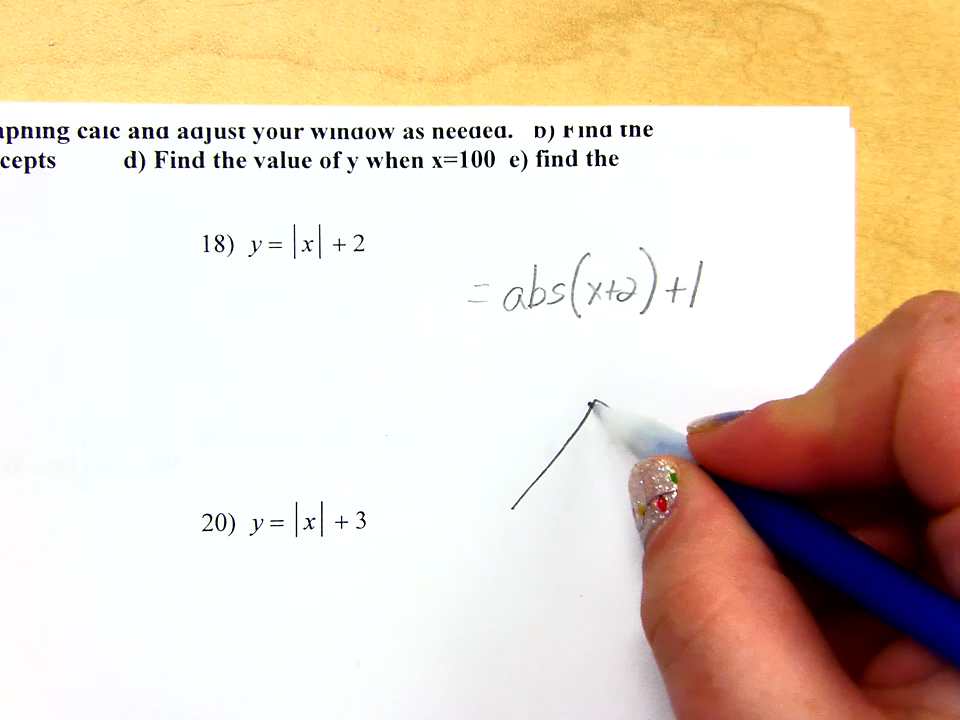 aphing calc and adjust your window as needed. b) Find the
cepts d) Find the value of y when x=100 e) find the
18) y = |x| + 2
= abs(x+2)+1
20) y = |x| + 3